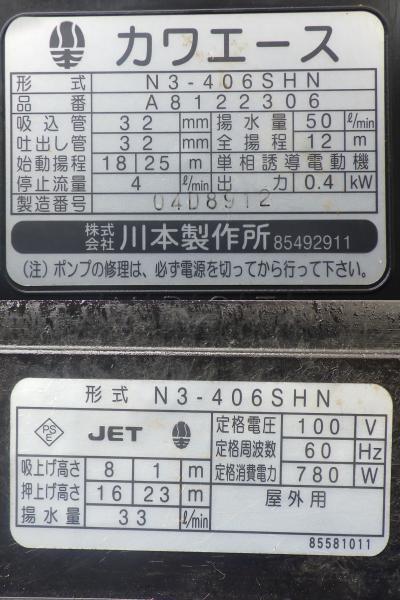 カワエース
形式 N3-406SHN
品番 A8122306
吸込管 32 mm 揚水量 50 ℓ/min
吐出し管 32 mm 全揚程 12 m
始動揚程 18 25 m 単相誘導電動機
停止流量 4 ℓ/min 出力 0.4 kW
製造番号 04D8912
株式会社 川本製作所 85492911
(注) ポンプの修理は、必ず電源を切ってから行って下さい。
形式 N3-406SHN
PSE JET 定格電圧 100 V
定格周波数 60 Hz
吸上げ高さ 8 1 m 定格消費電力 780 W
押上げ高さ 16 23 m 屋外用
揚水量 33 ℓ/min
85581011